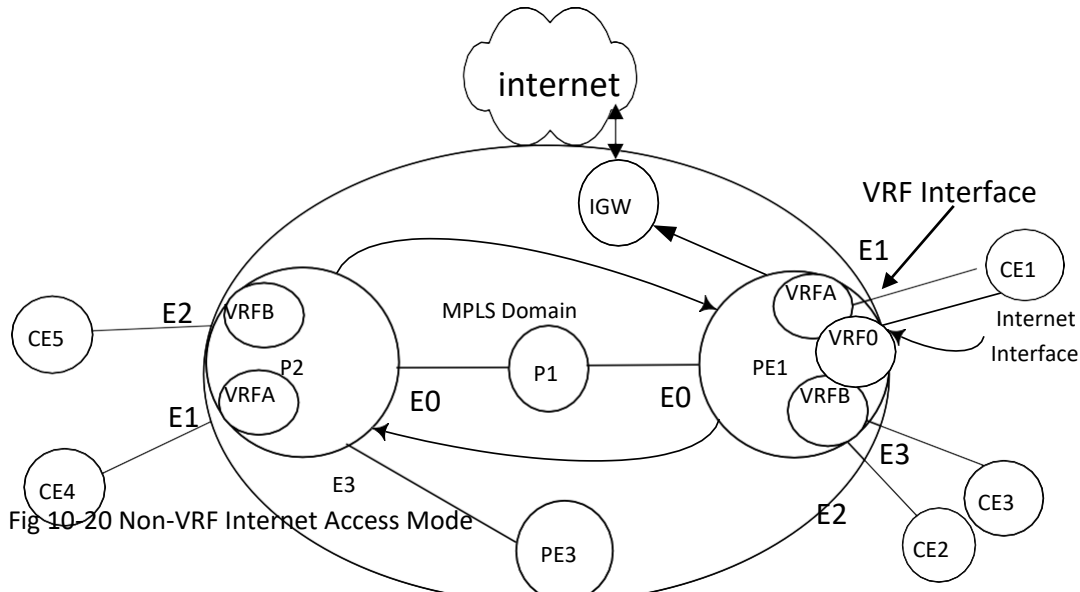 internet
IGW
VRF Interface
E1
CE1
VRFA
VRFB
MPLS Domain
Internet
Interface
VRF0
E2
CE5
P2
P1
PE1
VRFA
VRFB
E0
E0
E1
E3
E3
CE4
CE3
Fig 10-20 Non-VRF Internet Access Mode
E2
CE2
PE3